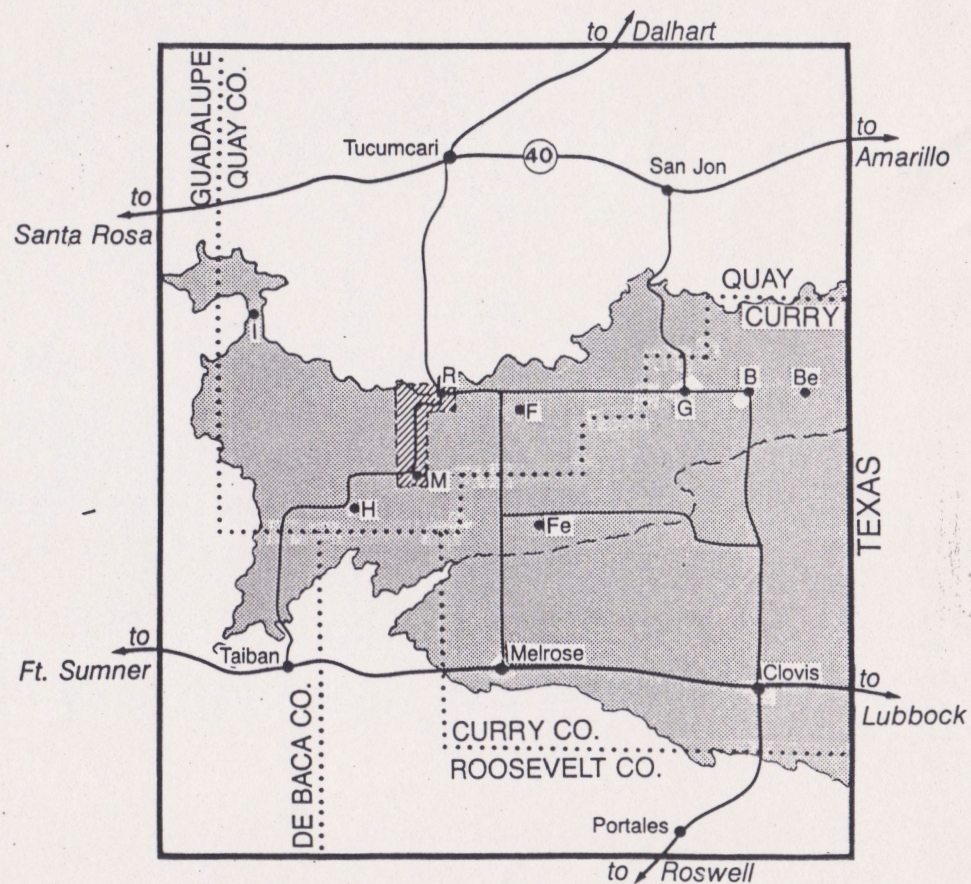 to Dalhart
GUADALUPE
QUAY CO.
Tucumcari
40
San Jon
to
Amarillo
to
Santa Rosa
QUAY
CURRY
I
R
F
G
B
Be
M
H
Fe
TEXAS
to
Ft. Sumner
Taiban
Melrose
Clovis
to
Lubbock
DE BACA CO.
CURRY CO.
ROOSEVELT CO.
Portales
to Roswell